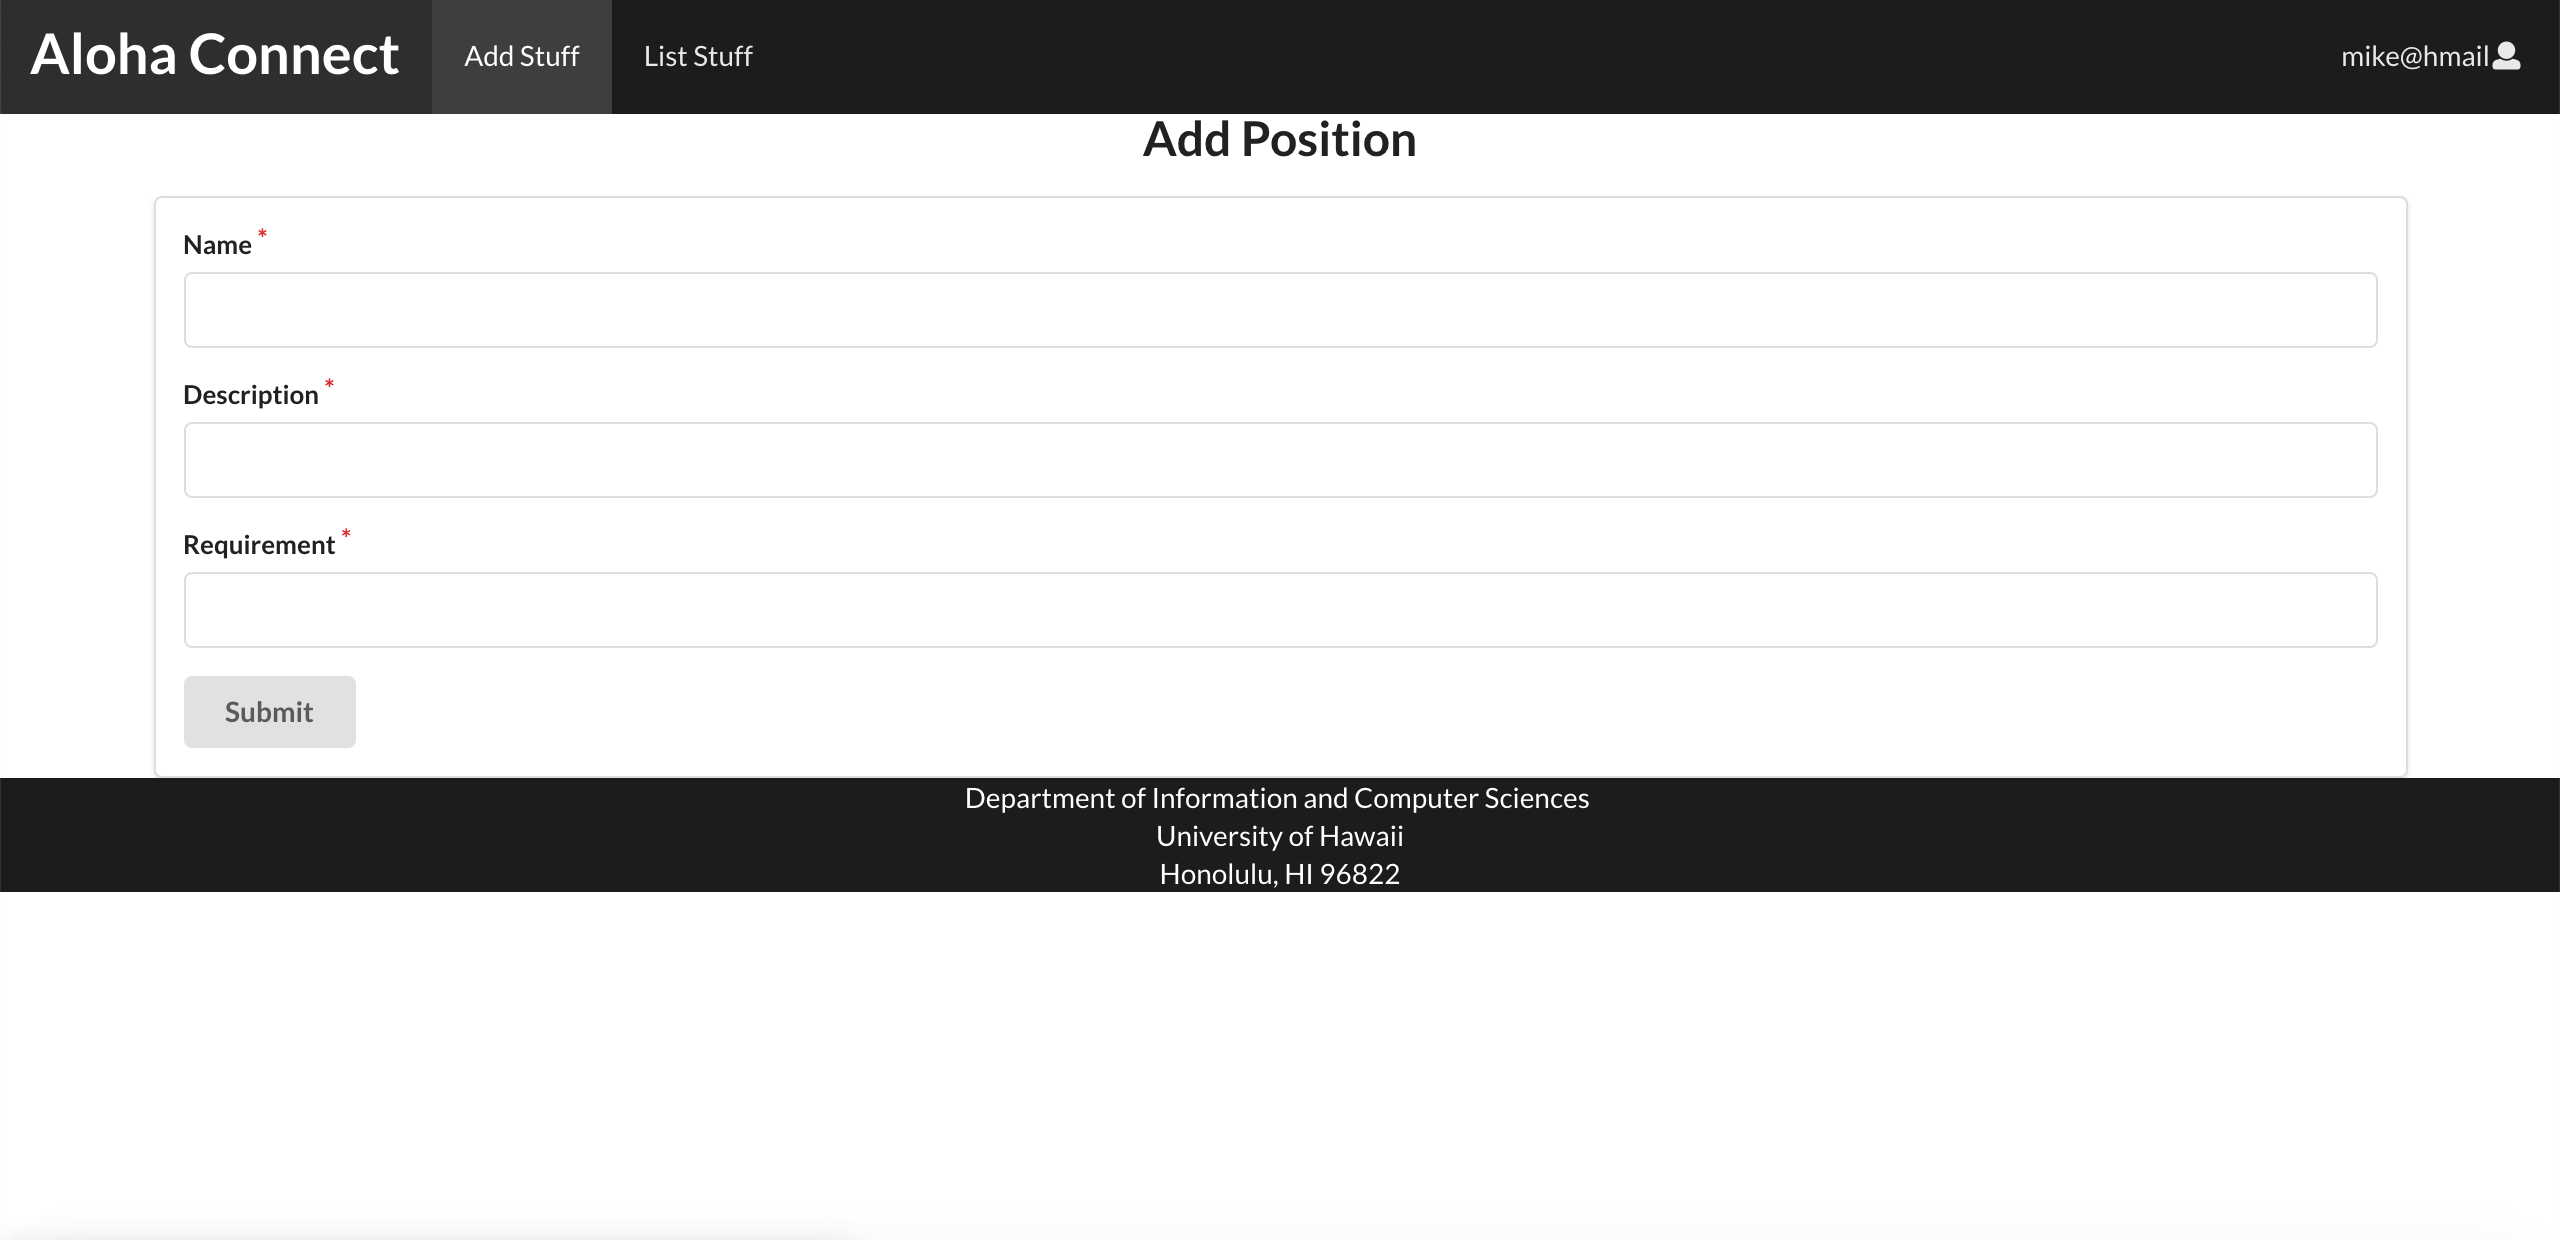 Aloha Connect Add Stuff List Stuff mike@hmail
Add Position
Name *
Description *
Requirement *
Submit
Department of Information and Computer Sciences
University of Hawaii
Honolulu, HI 96822